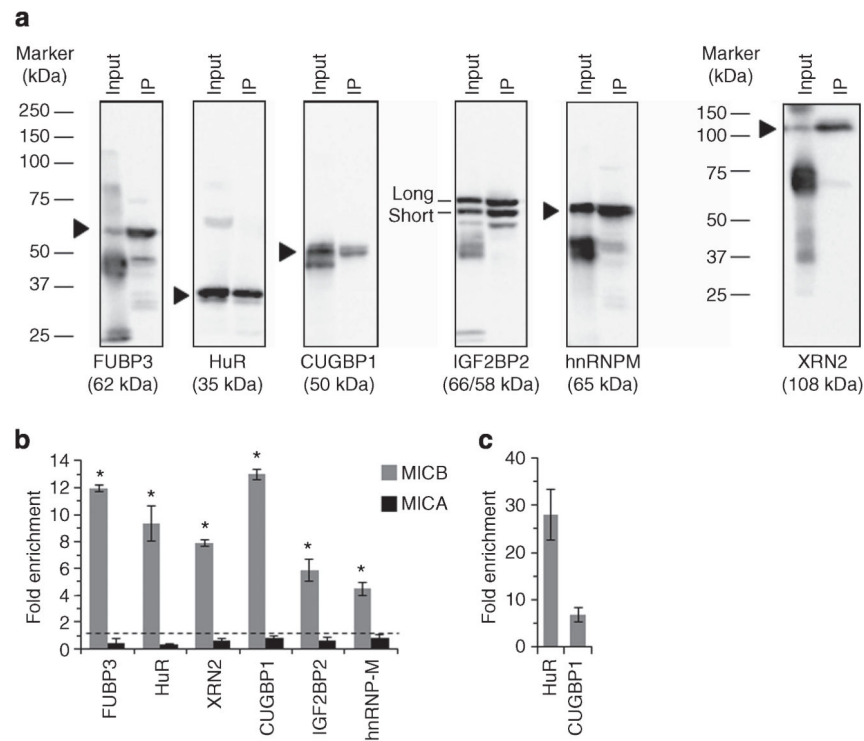 a
Marker
(kDa)
Input
IP
Input
IP
Input
IP
Input
IP
Input
IP
Marker
(kDa)
Input
IP
250
150
100
75
50
37
25
Long
Short
150
100
75
50
37
25
FUBP3
(62 kDa)
HuR
(35 kDa)
CUGBP1
(50 kDa)
IGF2BP2
(66/58 kDa)
hnRNPM
(65 kDa)
XRN2
(108 kDa)
b
Fold enrichment
14
12
10
8
6
4
2
0
* * * * * *
MICB
MICA
FUBP3
HuR
XRN2
CUGBP1
IGF2BP2
hnRNP-M
c
Fold enrichment
40
30
20
10
0
HuR
CUGBP1